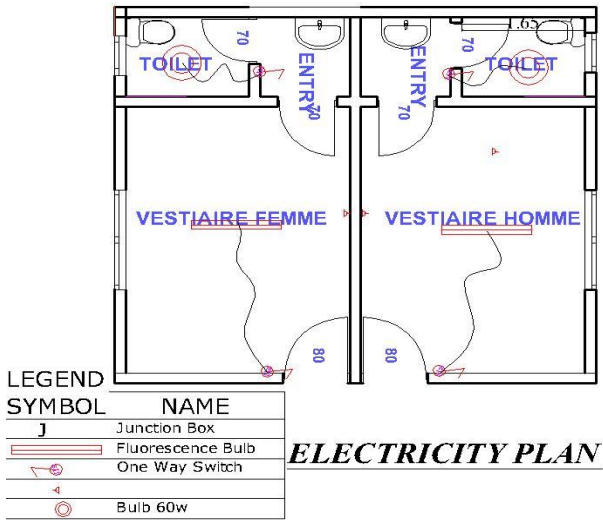 70
1.65
70
TOILET
ENTRY
ENTRY
TOILET
70
70
VESTIAIRE FEMME
VESTIAIRE HOMME
80
80
LEGEND
SYMBOL NAME
J Junction Box
Fluorescence Bulb
One Way Switch
Bulb 60w
ELECTRICITY PLAN